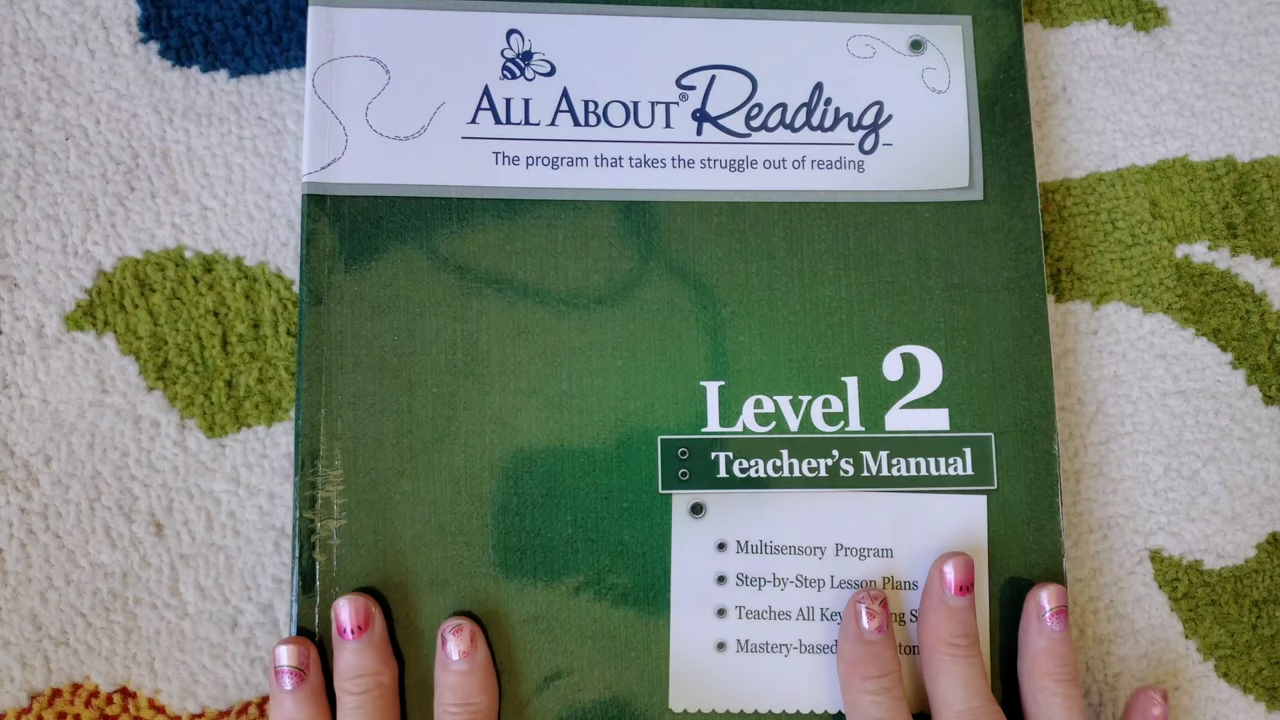 ALL ABOUT® Reading
The program that takes the struggle out of reading
Level 2
Teacher's Manual
Multisensory Program
Step-by-Step Lesson Plans
Teaches All Key
Mastery-based